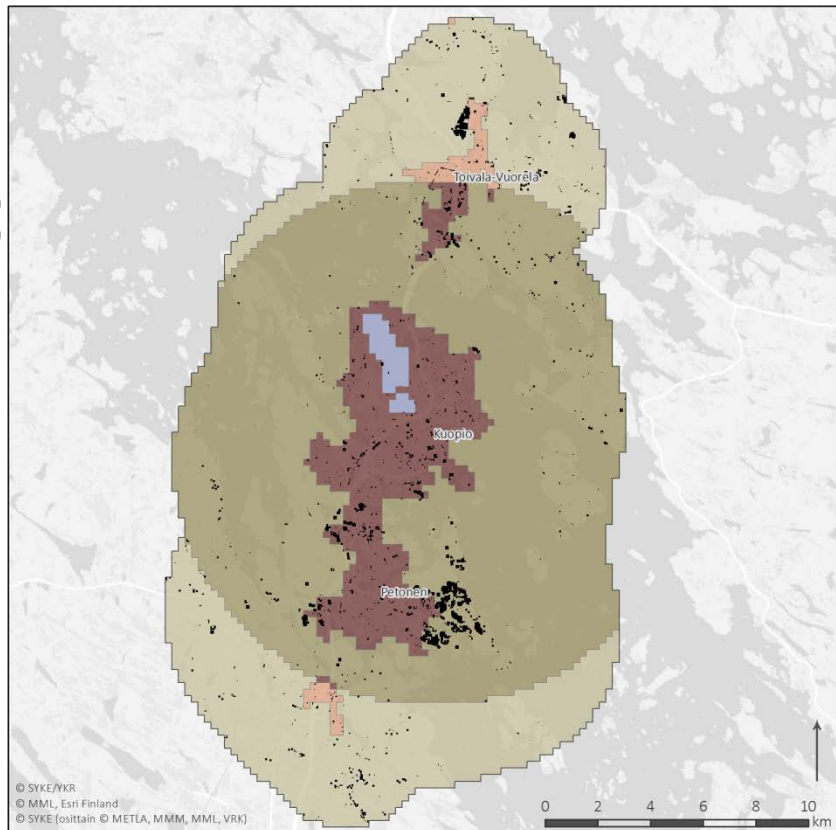 Toivala-Vuorela
Kuopio
Petonen
© SYKE/YKR
© MML, Esri Finland
© SYKE (osittain © METLA, MMM, MML, VRK)
0 2 4 6 8 10
km